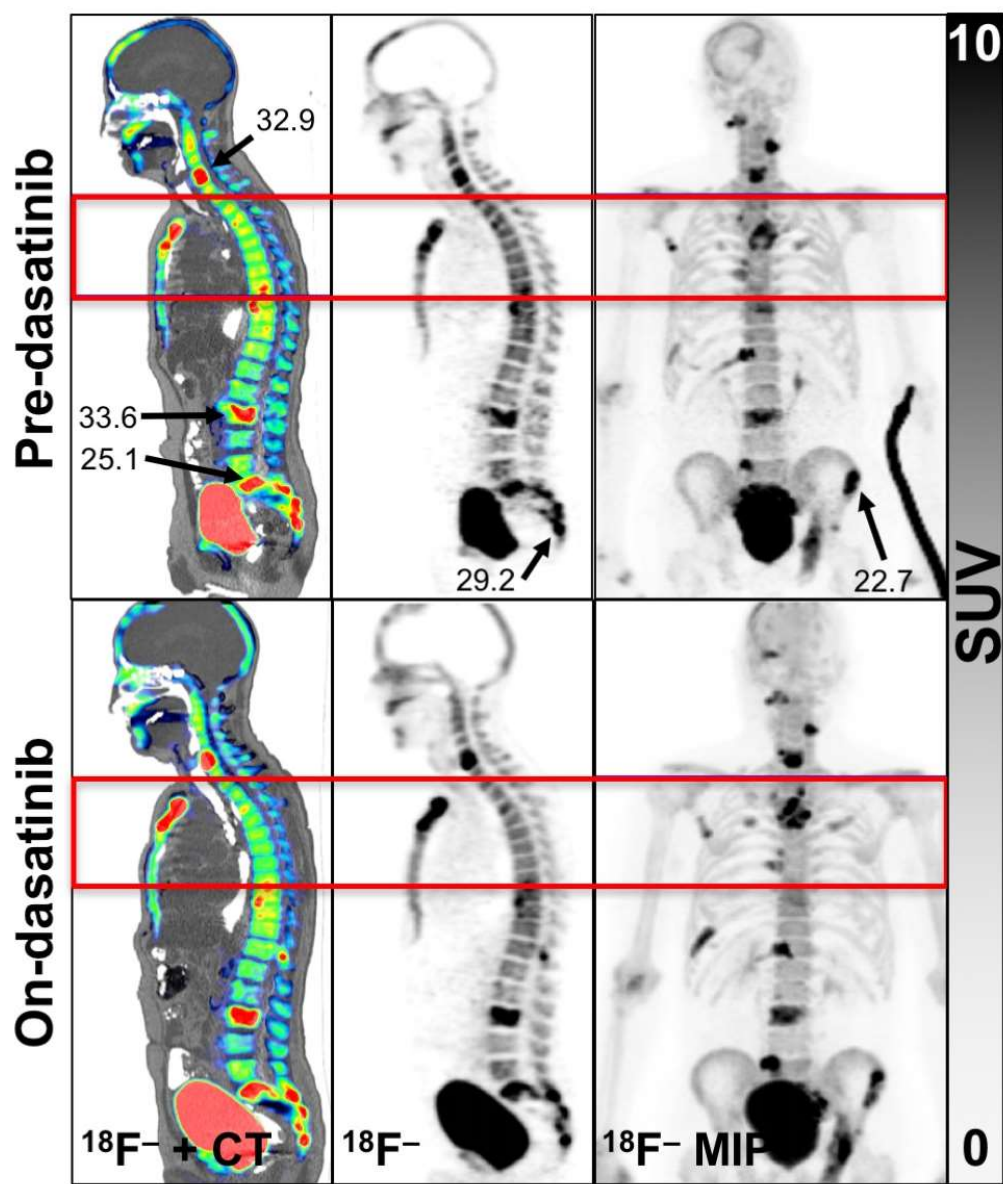 Pre-dasatinib
32.9
33.6
25.1
29.2
22.7
10
SUV
0
On-dasatinib
¹⁸F⁻ + CT
¹⁸F⁻
¹⁸F⁻ MIP